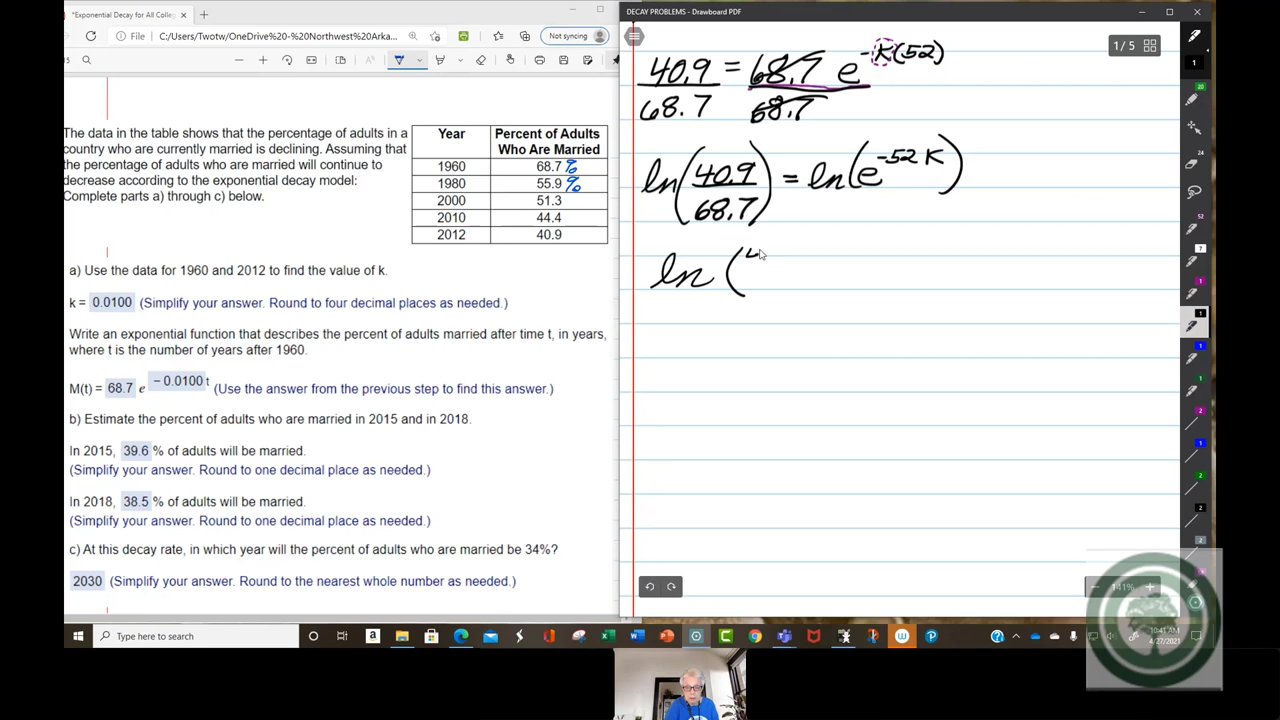 *Exponential Decay for All Colleg
DECAY PROBLEMS - Drawboard PDF
File
C:/Users/Twotw/OneDrive%20-%20Northwest%20Arka...
Not syncing
of 86
1 / 5
The data in the table shows that the percentage of adults in a
country who are currently married is declining. Assuming that
the percentage of adults who are married will continue to
decrease according to the exponential decay model:
Complete parts a) through c) below.
Year Percent of Adults Who Are Married
1960 68.7 %
1980 55.9 %
2000 51.3
2010 44.4
2012 40.9
a) Use the data for 1960 and 2012 to find the value of k.
k = 0.0100 (Simplify your answer. Round to four decimal places as needed.)
Write an exponential function that describes the percent of adults married after time t, in years,
where t is the number of years after 1960.
M(t) = 68.7 e − 0.0100 t (Use the answer from the previous step to find this answer.)
b) Estimate the percent of adults who are married in 2015 and in 2018.
In 2015, 39.6 % of adults will be married.
(Simplify your answer. Round to one decimal place as needed.)
In 2018, 38.5 % of adults will be married.
(Simplify your answer. Round to one decimal place as needed.)
c) At this decay rate, in which year will the percent of adults who are married be 34%?
2030 (Simplify your answer. Round to the nearest whole number as needed.)
40.9 = 68.7 e -K(52)
68.7 68.7
ln(40.9/68.7) = ln(e -52 K)
ln (
141%
Type here to search
10:41 AM
4/27/2021